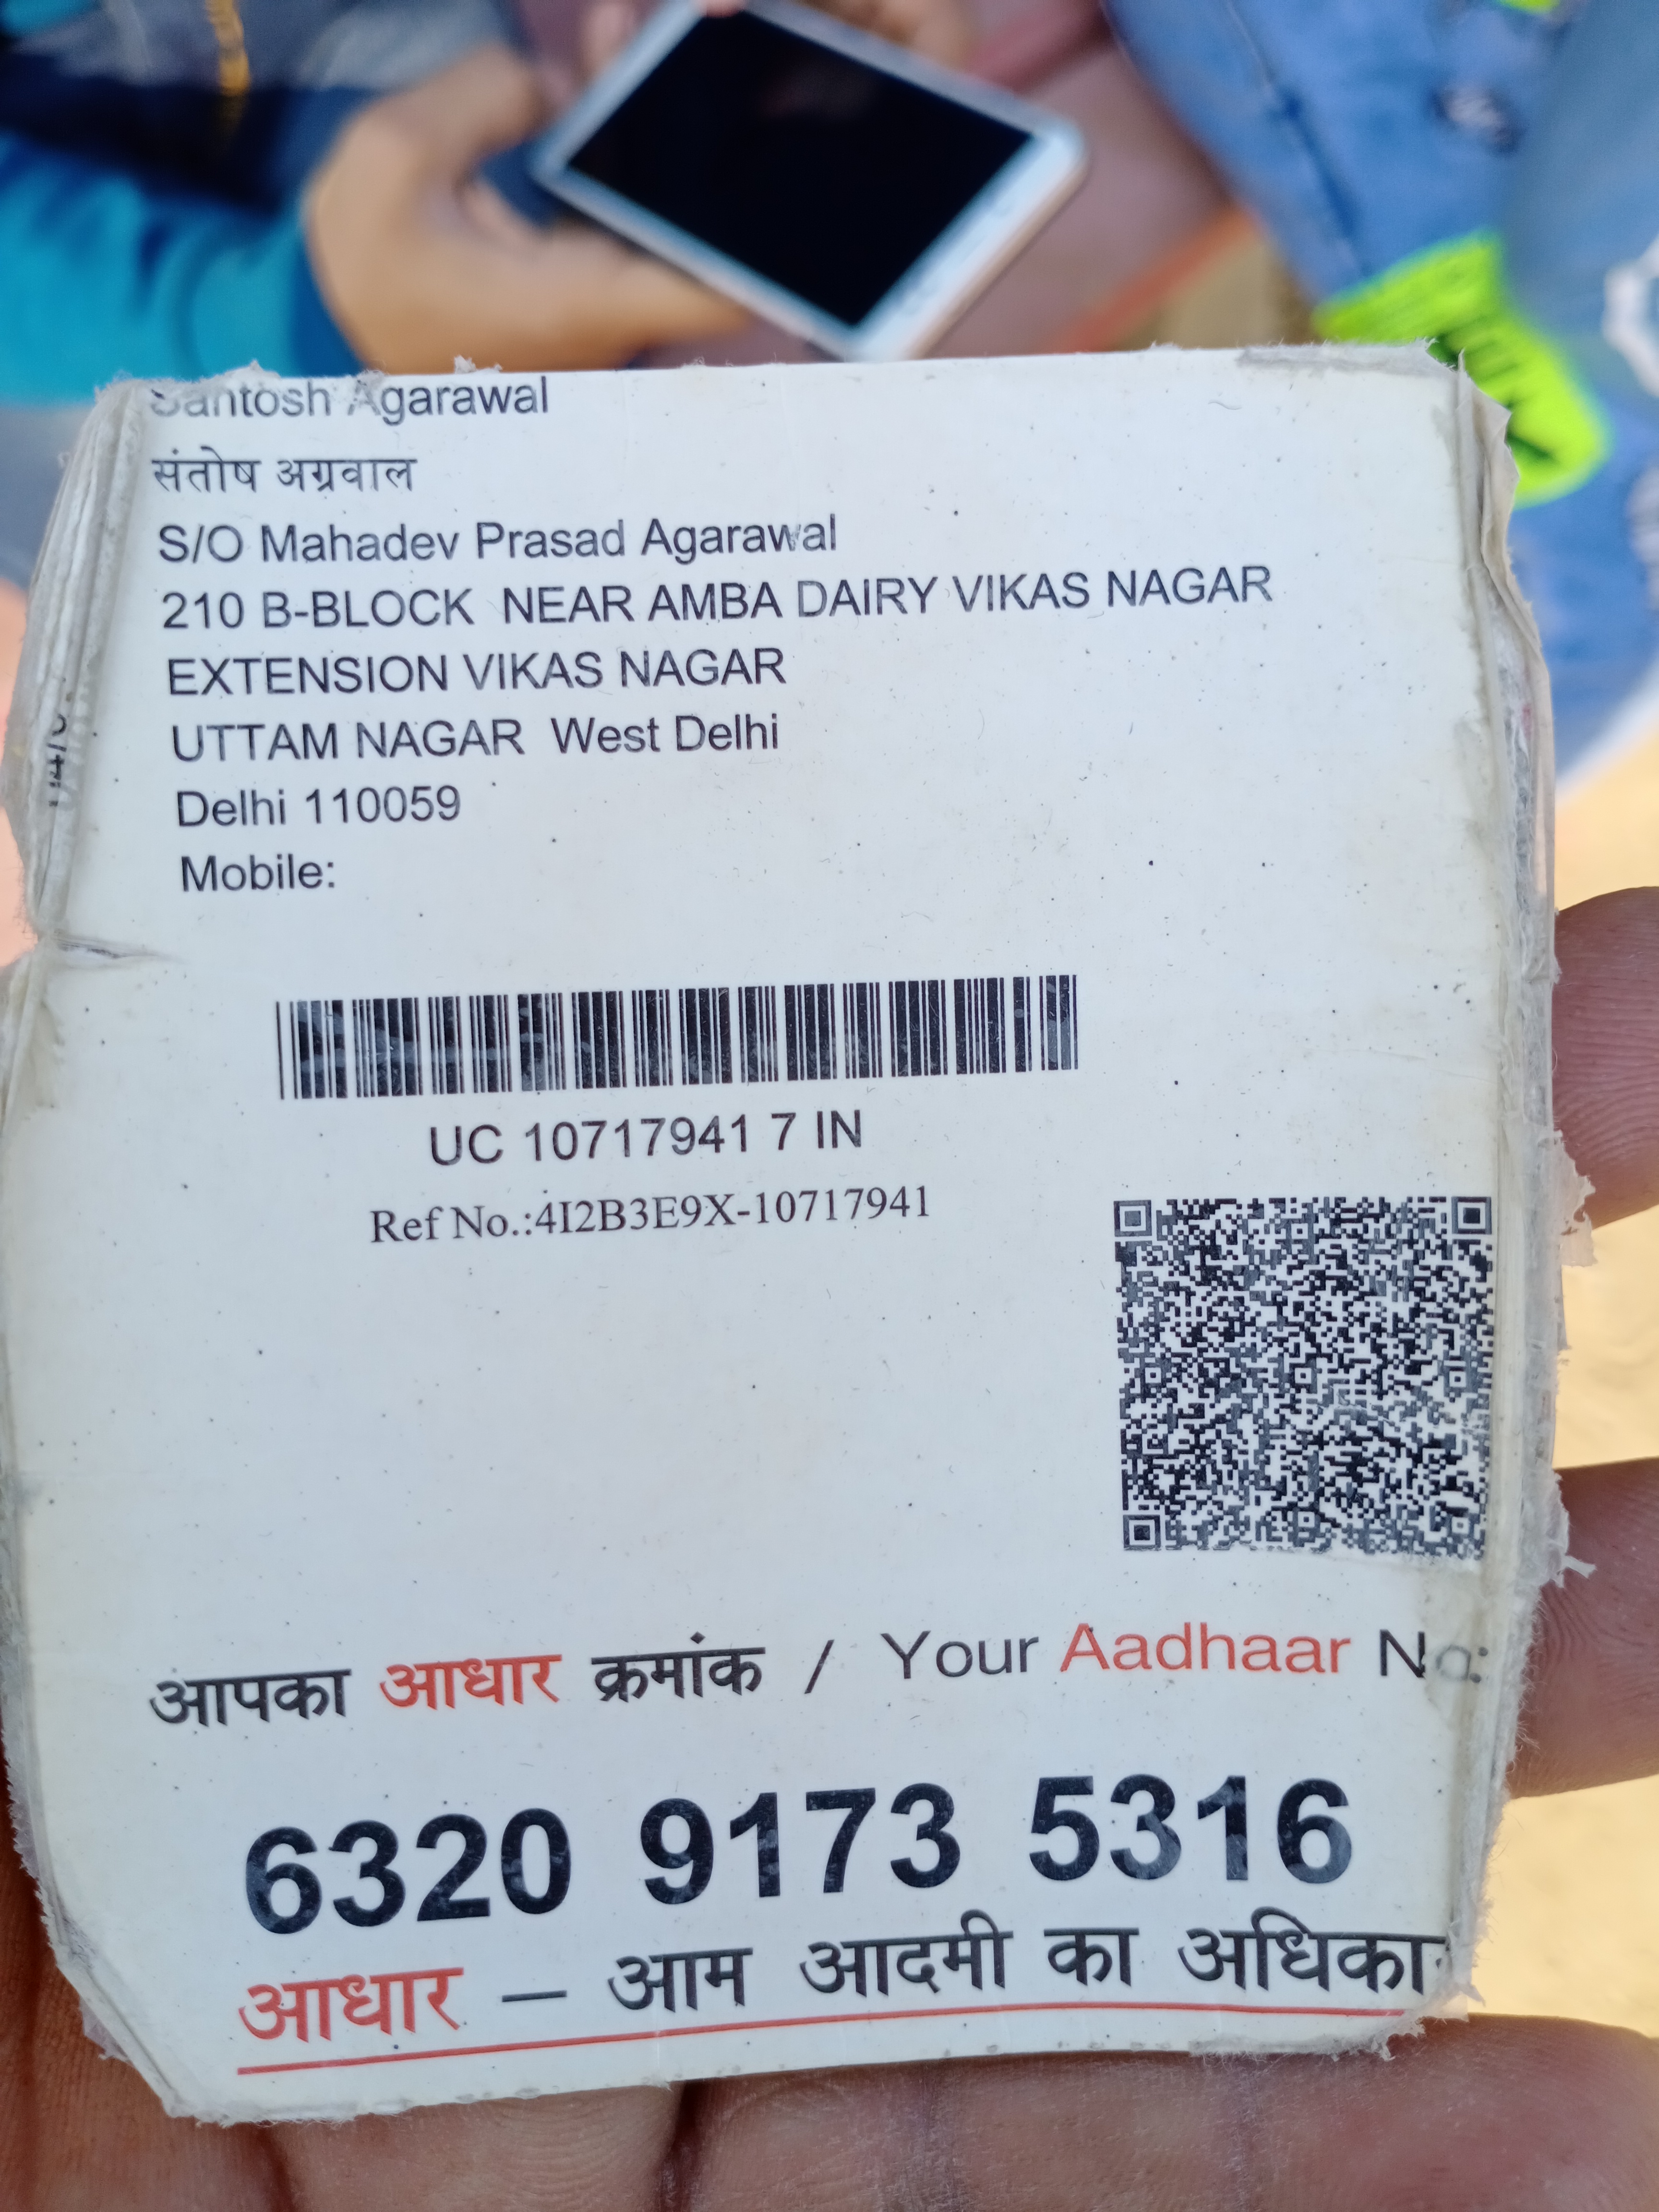 Santosh Agarawal
संतोष अग्रवाल
S/O Mahadev Prasad Agarawal
210 B-BLOCK NEAR AMBA DAIRY VIKAS NAGAR
EXTENSION VIKAS NAGAR
UTTAM NAGAR West Delhi
Delhi 110059
Mobile:
UC 10717941 7 IN
Ref No.:4I2B3E9X-10717941
आपका आधार क्रमांक / Your Aadhaar No:
6320 9173 5316
आधार – आम आदमी का